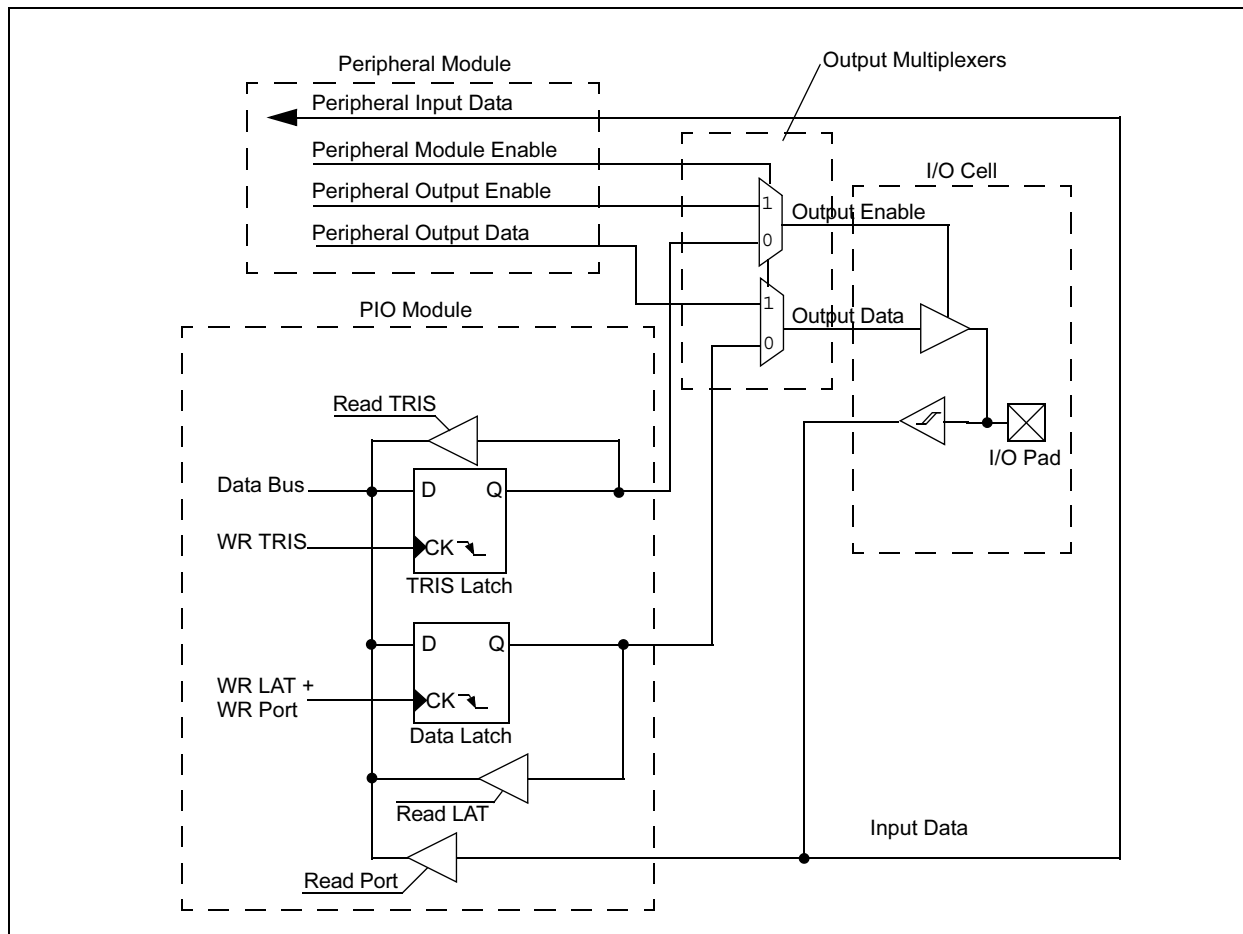 Peripheral Module
Output Multiplexers
Peripheral Input Data
Peripheral Module Enable
I/O Cell
Peripheral Output Enable
1
Output Enable
Peripheral Output Data
0
PIO Module
1
Output Data
0
Read TRIS
I/O Pad
Data Bus
D
Q
WR TRIS
CK
TRIS Latch
D
Q
WR LAT +
WR Port
CK
Data Latch
Read LAT
Input Data
Read Port